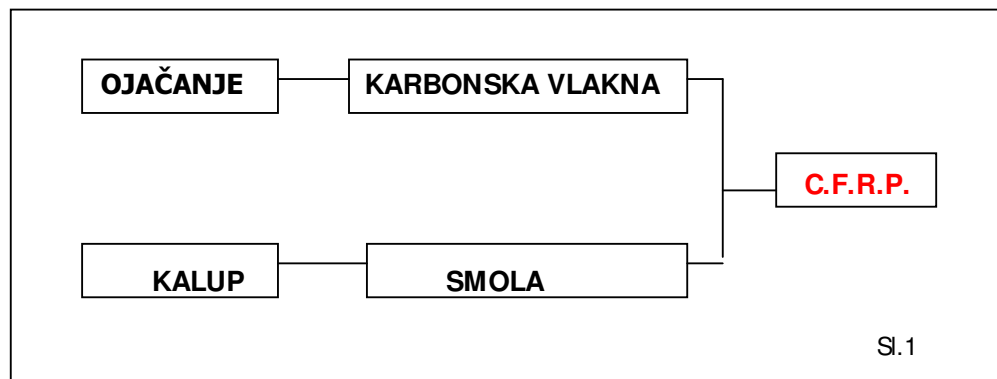 OJAČANJE
KARBONSKA VLAKNA
C.F.R.P.
KALUP
SMOLA
Sl.1